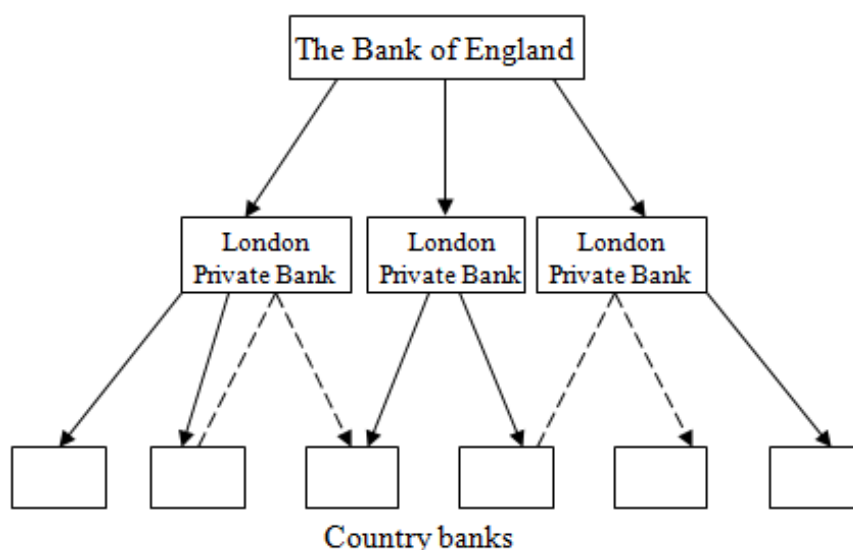 The Bank of England
London
Private Bank
London
Private Bank
London
Private Bank
Country banks